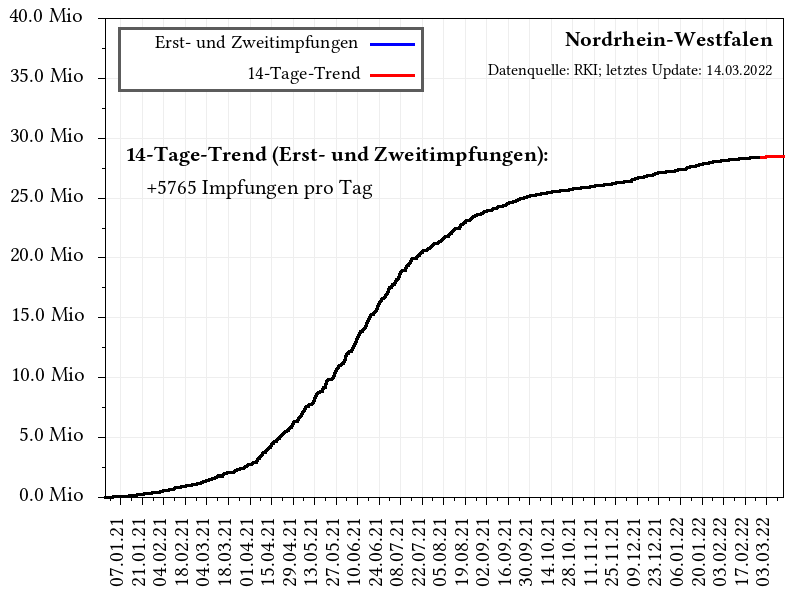 40.0 Mio
35.0 Mio
30.0 Mio
25.0 Mio
20.0 Mio
15.0 Mio
10.0 Mio
5.0 Mio
0.0 Mio
Erst- und Zweitimpfungen
14-Tage-Trend
Nordrhein-Westfalen
Datenquelle: RKI; letztes Update: 14.03.2022
14-Tage-Trend (Erst- und Zweitimpfungen):
+5765 Impfungen pro Tag
07.01.21
21.01.21
04.02.21
18.02.21
04.03.21
18.03.21
01.04.21
15.04.21
29.04.21
13.05.21
27.05.21
10.06.21
24.06.21
08.07.21
22.07.21
05.08.21
19.08.21
02.09.21
16.09.21
30.09.21
14.10.21
28.10.21
11.11.21
25.11.21
09.12.21
23.12.21
06.01.22
20.01.22
03.02.22
17.02.22
03.03.22